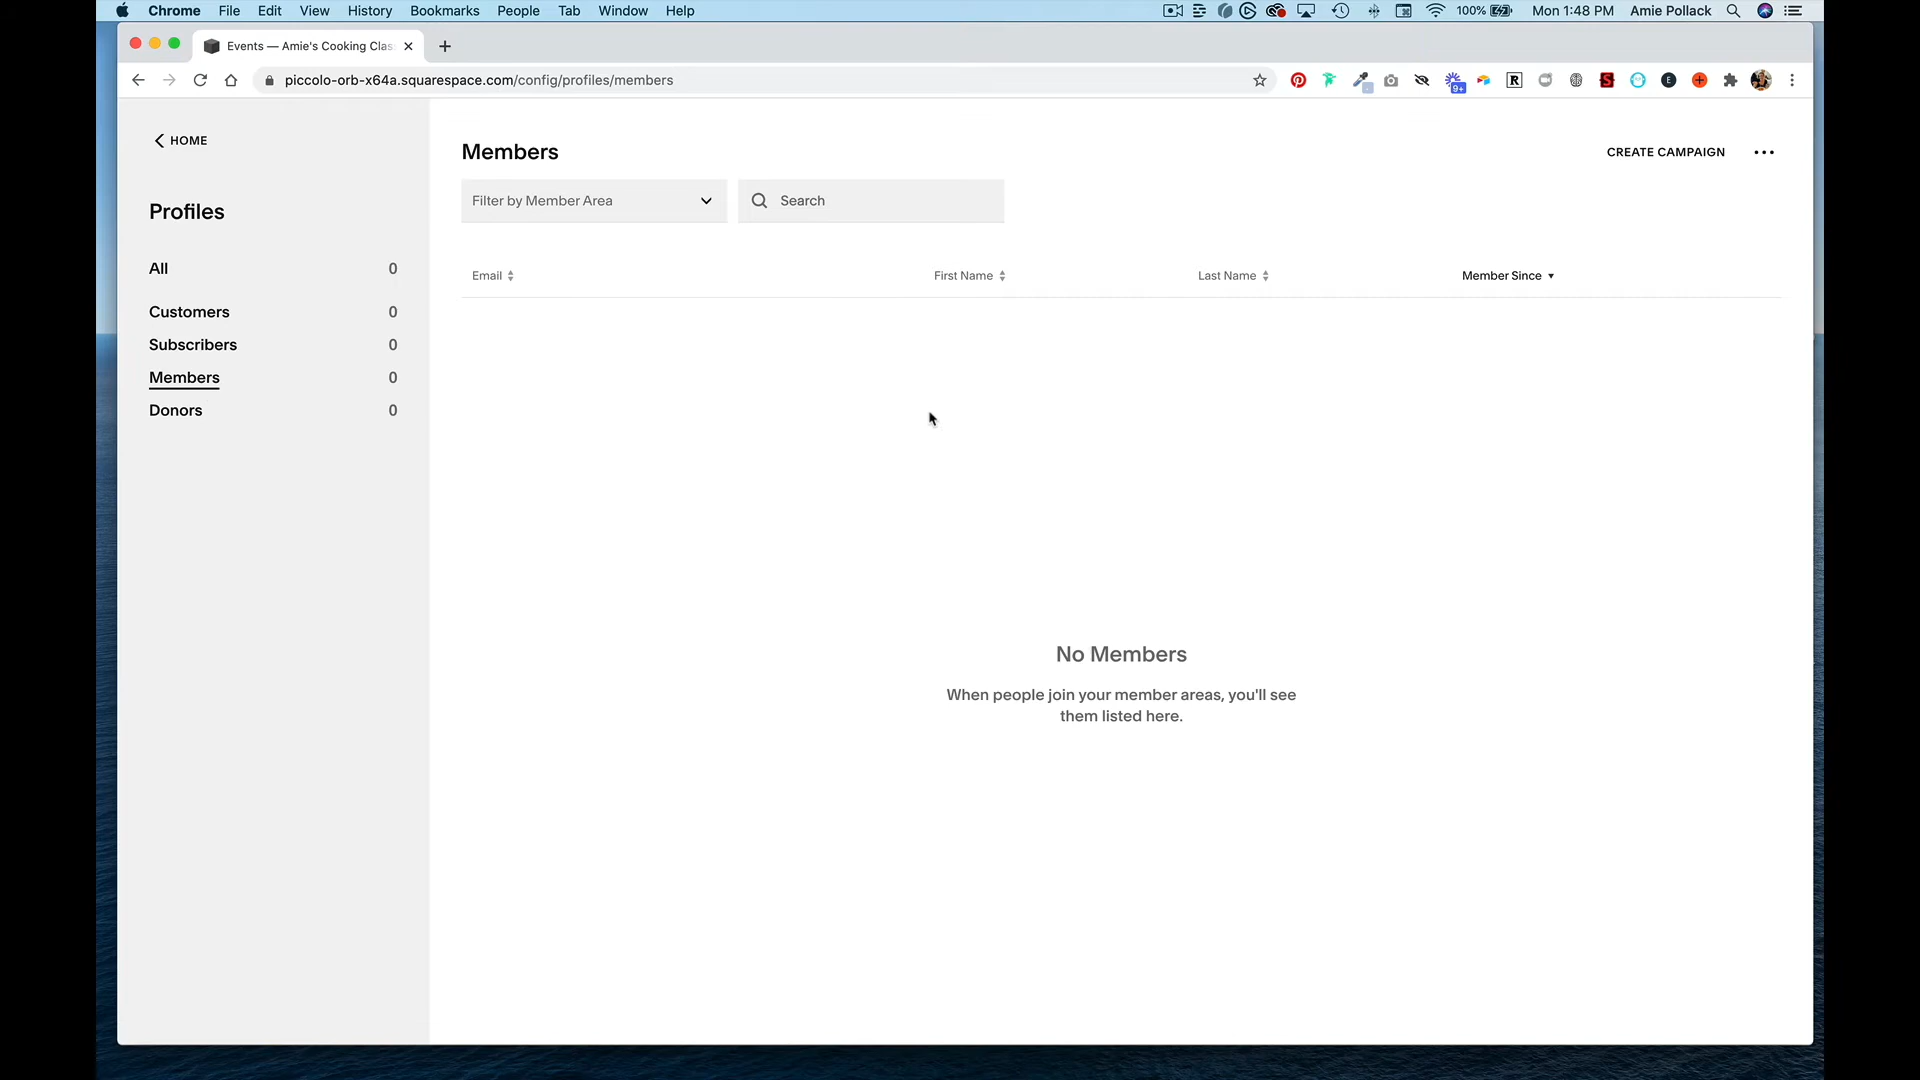 Chrome File Edit View History Bookmarks People Tab Window Help
100% Mon 1:48 PM Amie Pollack
Events — Amie's Cooking Clas
piccolo-orb-x64a.squarespace.com/config/profiles/members
9+
R
S
E
HOME
Profiles
All 0
Customers 0
Subscribers 0
Members 0
Donors 0
Members
CREATE CAMPAIGN
Filter by Member Area
Search
Email First Name Last Name Member Since
No Members
When people join your member areas, you'll see
them listed here.